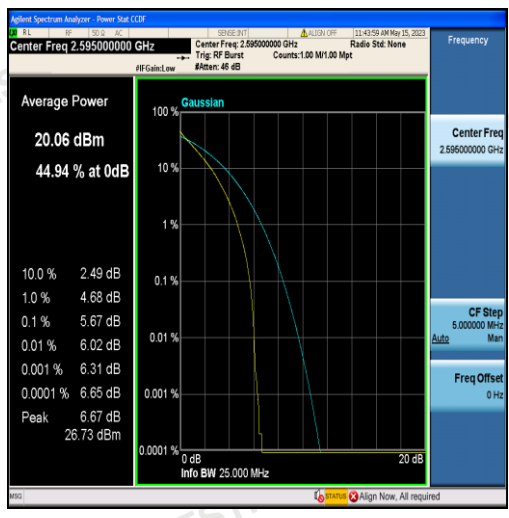 Agilent Spectrum Analyzer - Power Stat CCDF
RL RF 50 Ω AC SENSE:INT ALIGN OFF 11:43:59 AM May 15, 2023
Center Freq 2.595000000 GHz
Center Freq: 2.595000000 GHz Radio Std: None
Trig: RF Burst Counts:1.00 M/1.00 Mpt
#IFGain:Low #Atten: 46 dB
Frequency
Average Power
20.06 dBm
44.94 % at 0dB
10.0 % 2.49 dB
1.0 % 4.68 dB
0.1 % 5.67 dB
0.01 % 6.02 dB
0.001 % 6.31 dB
0.0001 % 6.65 dB
Peak 6.67 dB
26.73 dBm
Gaussian
100 %
10 %
1 %
0.1 %
0.01 %
0.001 %
0.0001 %
0 dB 20 dB
Info BW 25.000 MHz
Center Freq
2.595000000 GHz
CF Step
5.000000 MHz
Auto Man
Freq Offset
0 Hz
MSG STATUS Align Now, All required